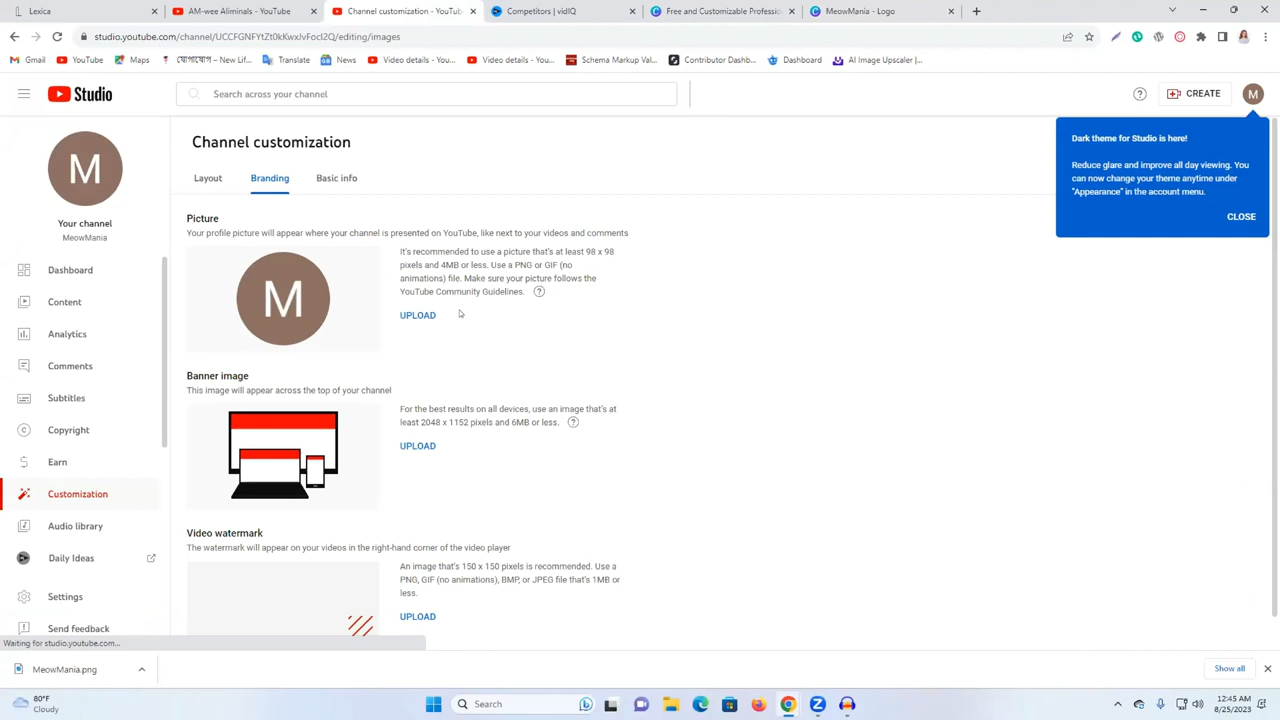 Lexica
AM-wee Aliminals - YouTube
Channel customization - YouTub
Competitors | vidIQ
Free and Customizable Professio
MeowMania - Logo
studio.youtube.com/channel/UCCFGNFYtZt0kKwxJvFocI2Q/editing/images
Gmail
YouTube
Maps
যোগাযোগ – New Lif...
Translate
News
Video details - You...
Video details - You...
Schema Markup Val...
Contributor Dashb...
Dashboard
AI Image Upscaler |...
Studio
Search across your channel
CREATE
M
Dark theme for Studio is here!
Reduce glare and improve all day viewing. You
can now change your theme anytime under
"Appearance" in the account menu.
CLOSE
M
Your channel
MeowMania
Dashboard
Content
Analytics
Comments
Subtitles
Copyright
Earn
Customization
Audio library
Daily Ideas
Settings
Send feedback
Channel customization
Layout
Branding
Basic info
Picture
Your profile picture will appear where your channel is presented on YouTube, like next to your videos and comments
M
It's recommended to use a picture that's at least 98 x 98
pixels and 4MB or less. Use a PNG or GIF (no
animations) file. Make sure your picture follows the
YouTube Community Guidelines.
UPLOAD
Banner image
This image will appear across the top of your channel
For the best results on all devices, use an image that's at
least 2048 x 1152 pixels and 6MB or less.
UPLOAD
Video watermark
The watermark will appear on your videos in the right-hand corner of the video player
An image that's 150 x 150 pixels is recommended. Use a
PNG, GIF (no animations), BMP, or JPEG file that's 1MB or
less.
UPLOAD
Waiting for studio.youtube.com...
MeowMania.png
Show all
80°F
Cloudy
Search
12:45 AM
8/25/2023